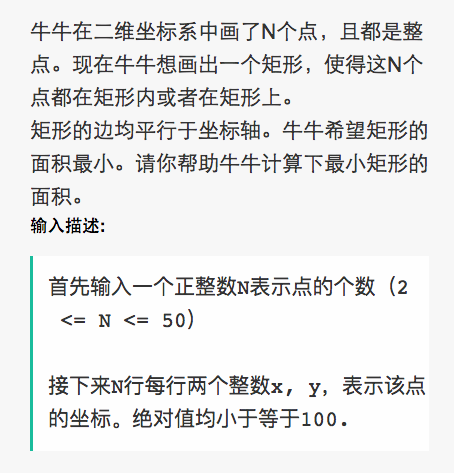 牛牛在二维坐标系中画了N个点，且都是整
点。现在牛牛想画出一个矩形，使得这N个
点都在矩形内或者在矩形上。
矩形的边均平行于坐标轴。牛牛希望矩形的
面积最小。请你帮助牛牛计算下最小矩形的
面积。
输入描述:
首先输入一个正整数N表示点的个数（2
<= N <= 50）
接下来N行每行两个整数x, y，表示该点
的坐标。绝对值均小于等于100.